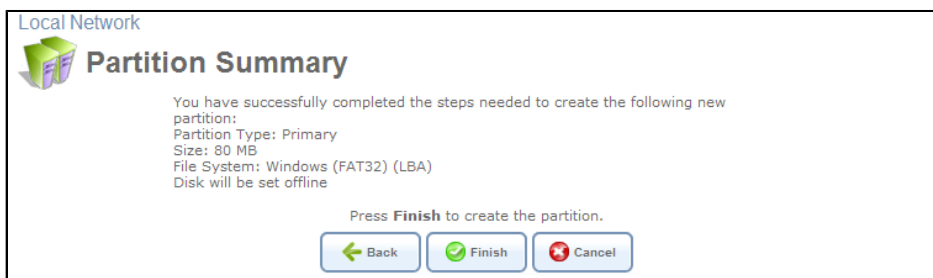 Local Network
Partition Summary
You have successfully completed the steps needed to create the following new
partition:
Partition Type: Primary
Size: 80 MB
File System: Windows (FAT32) (LBA)
Disk will be set offline
Press Finish to create the partition.
Back Finish Cancel